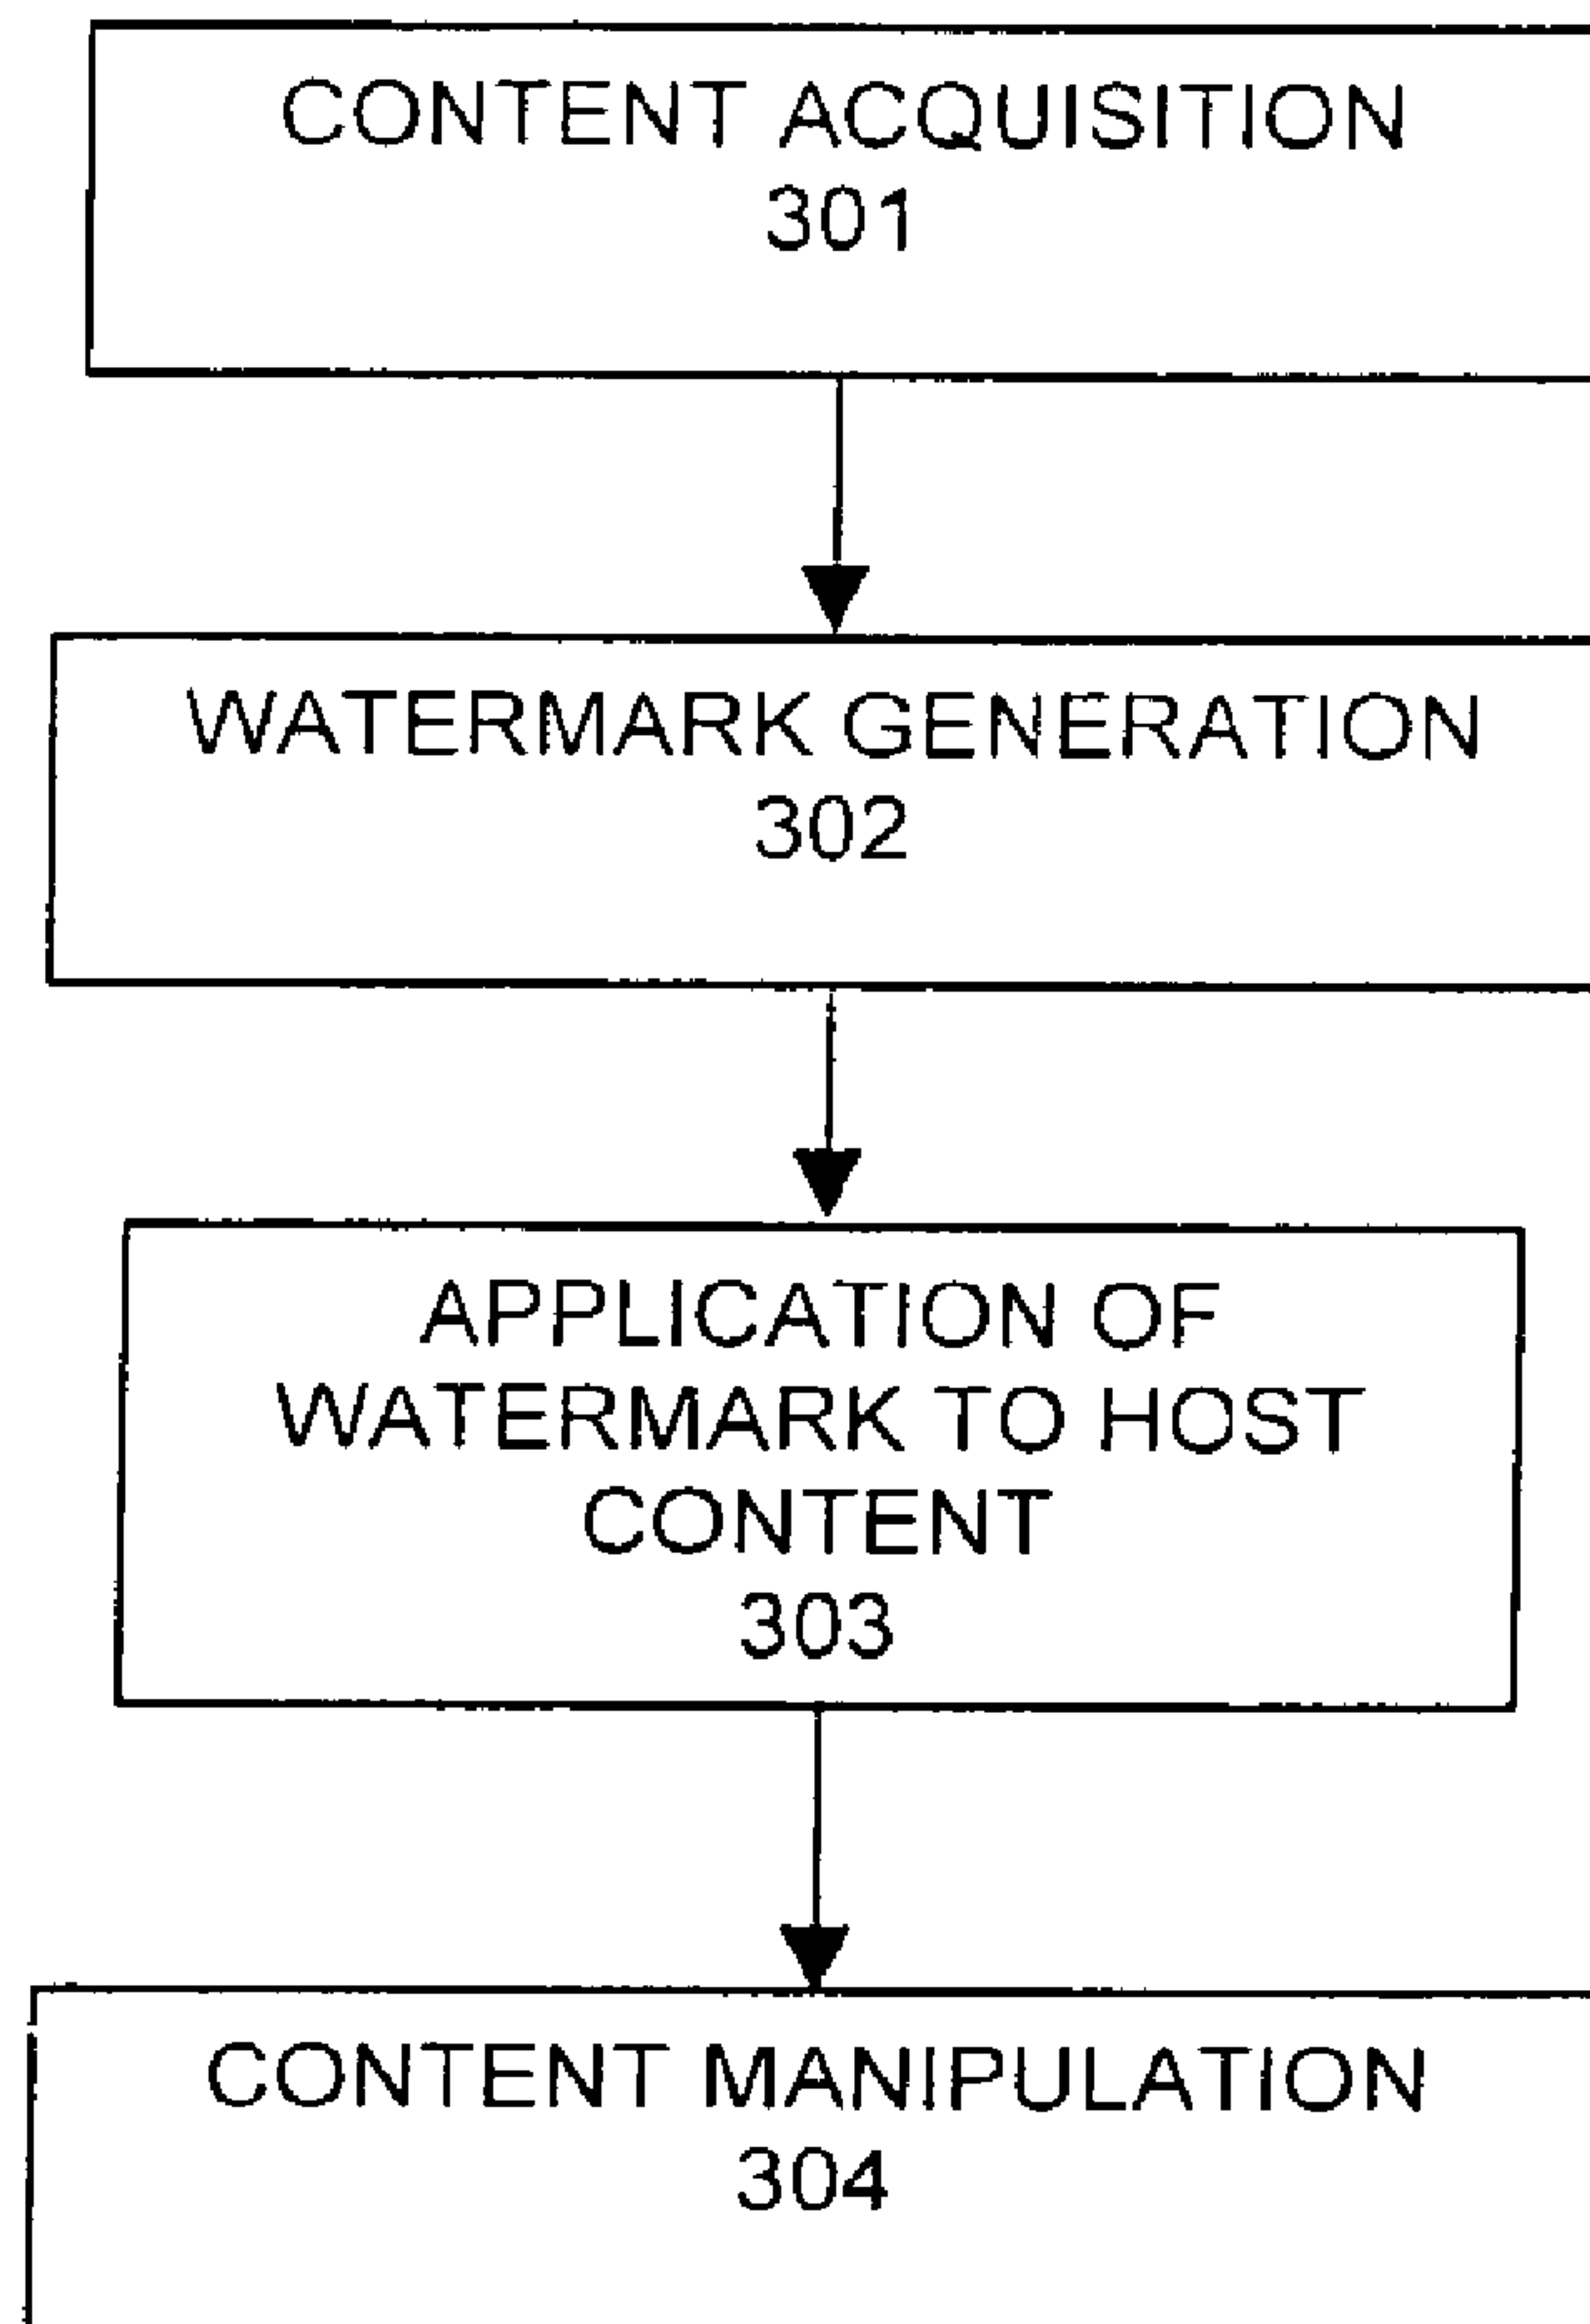 CONTENT ACQUISITION
301
WATERMARK GENERATION
302
APPLICATION OF
WATERMARK TO HOST
CONTENT
303
CONTENT MANIPULATION
304